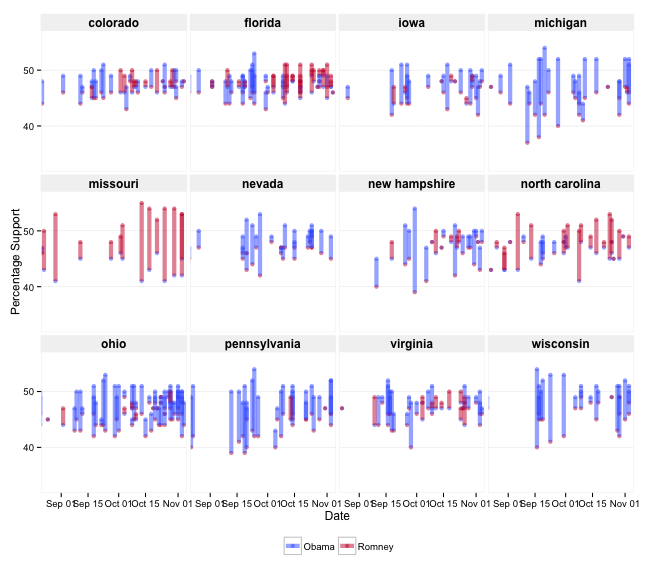 colorado florida iowa michigan
50
40
missouri nevada new hampshire north carolina
50
40
ohio pennsylvania virginia wisconsin
50
40
Percentage Support
Sep 01 Sep 15 Oct 01 Oct 15 Nov 01 Sep 01 Sep 15 Oct 01 Oct 15 Nov 01 Sep 01 Sep 15 Oct 01 Oct 15 Nov 01 Sep 01 Sep 15 Oct 01 Oct 15 Nov 01
Date
Obama Romney